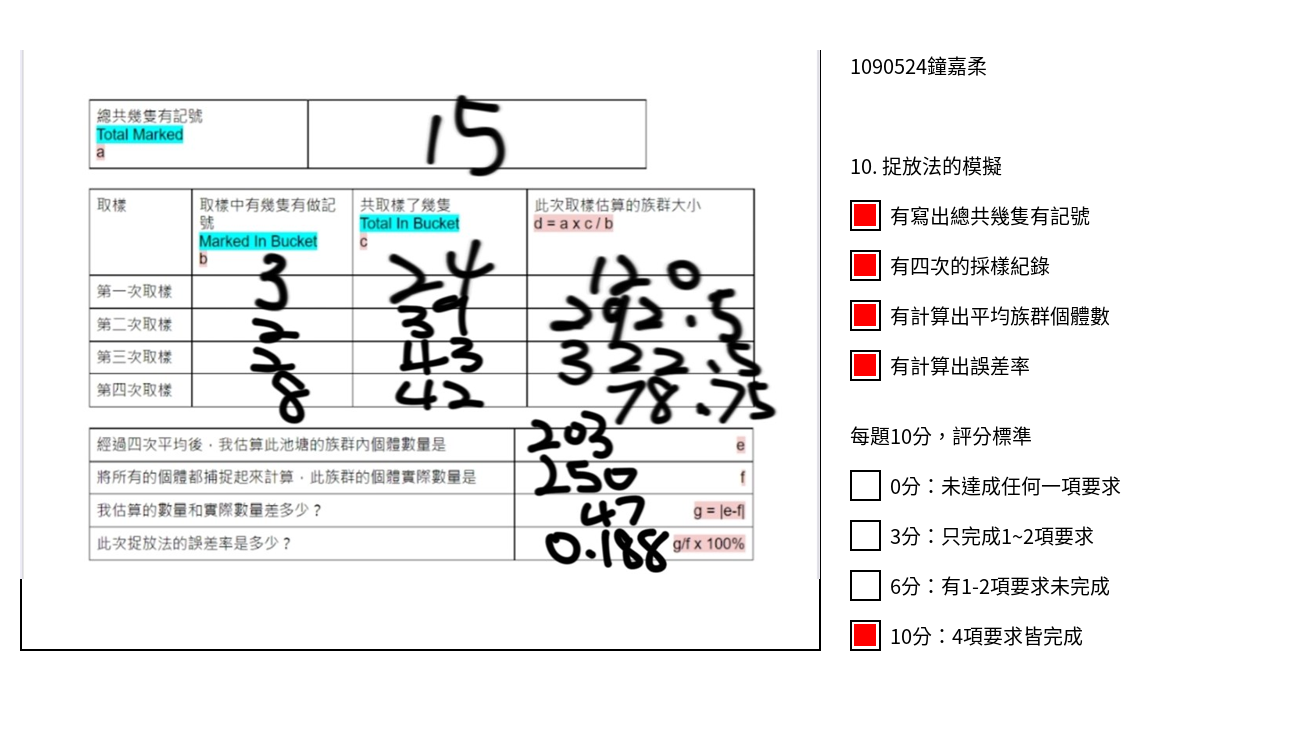 總共幾隻有記號
Total Marked
a
15
取樣
取樣中有幾隻有做記號
Marked In Bucket
b
共取樣了幾隻
Total In Bucket
c
此次取樣估算的族群大小
d = a x c / b
第一次取樣 3 24 120
第二次取樣 2 39 292.5
第三次取樣 2 43 322.5
第四次取樣 8 42 78.75
經過四次平均後，我估算此池塘的族群內個體數量是 203 e
將所有的個體都捕捉起來計算，此族群的個體實際數量是 250 f
我估算的數量和實際數量差多少？ 47 g = |e-f|
此次捉放法的誤差率是多少？ 0.188 g/f x 100%
1090524鐘嘉柔
10. 捉放法的模擬
有寫出總共幾隻有記號
有四次的採樣紀錄
有計算出平均族群個體數
有計算出誤差率
每題10分，評分標準
0分：未達成任何一項要求
3分：只完成1~2項要求
6分：有1-2項要求未完成
10分：4項要求皆完成